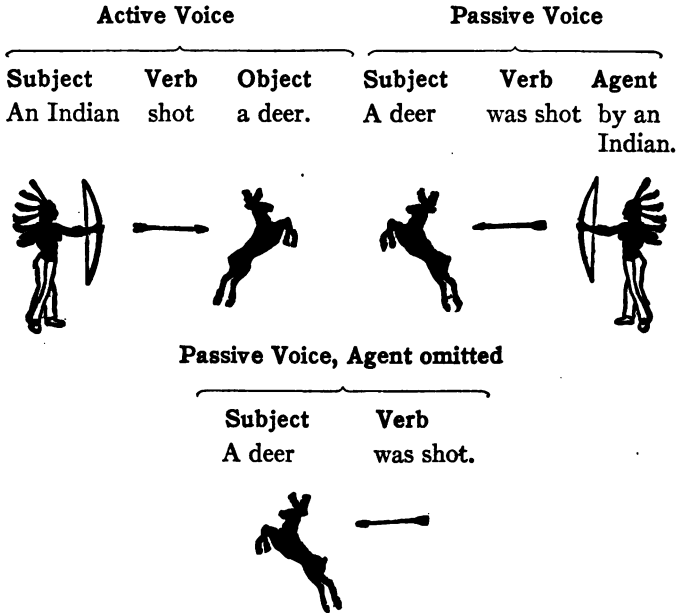 Active Voice
Subject Verb Object
An Indian shot a deer.
Passive Voice
Subject Verb Agent
A deer was shot by an
Indian.
Passive Voice, Agent omitted
Subject Verb
A deer was shot.